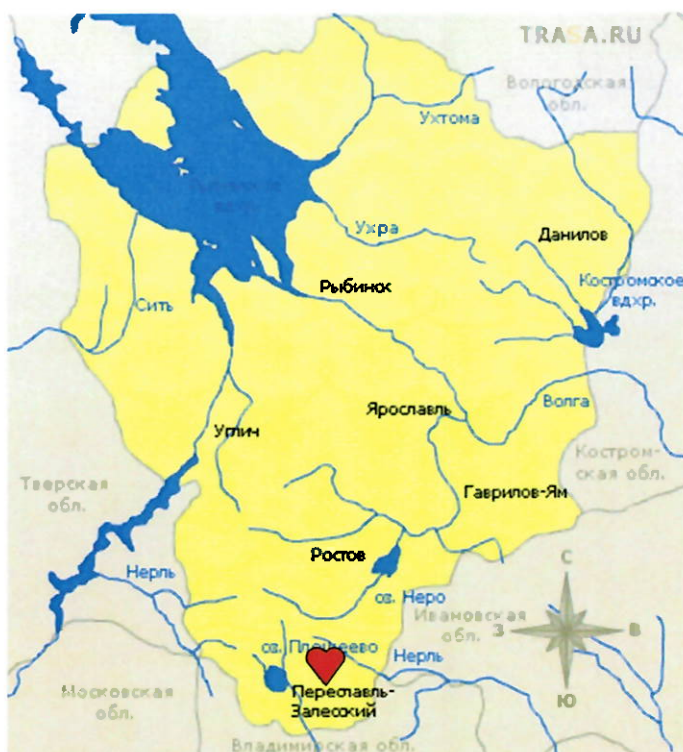 TRASA.RU
Вологодская
обл.
Ухтома
Ухра
Данилов
Рыбинск
Костромское
вдхр.
Сить
Ярославль
Волга
Углич
Костром-
ская обл.
Тверская
обл.
Гаврилов-Ям
Ростов
С
Нерль
оз. Неро
Ивановская
обл.
З
В
оз.
Нерль
Переславль-
Залесский
Ю
Московская
обл.
Владимирская обл.